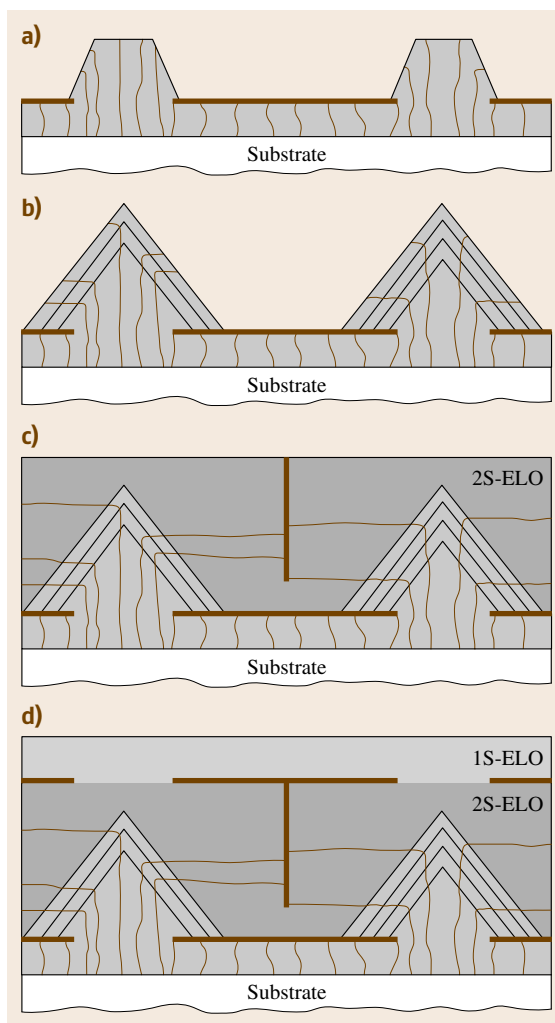 a)
Substrate
b)
Substrate
c)
2S-ELO
Substrate
d)
1S-ELO
2S-ELO
Substrate